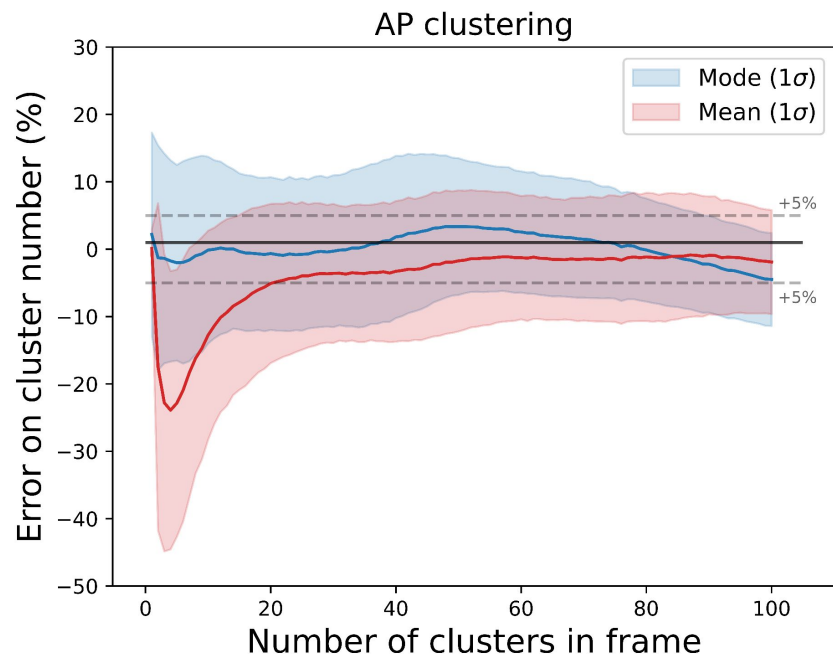 AP clustering
Error on cluster number (%)
30
20
10
0
−10
−20
−30
−40
−50
Mode (1σ)
Mean (1σ)
+5%
+5%
0 20 40 60 80 100
Number of clusters in frame